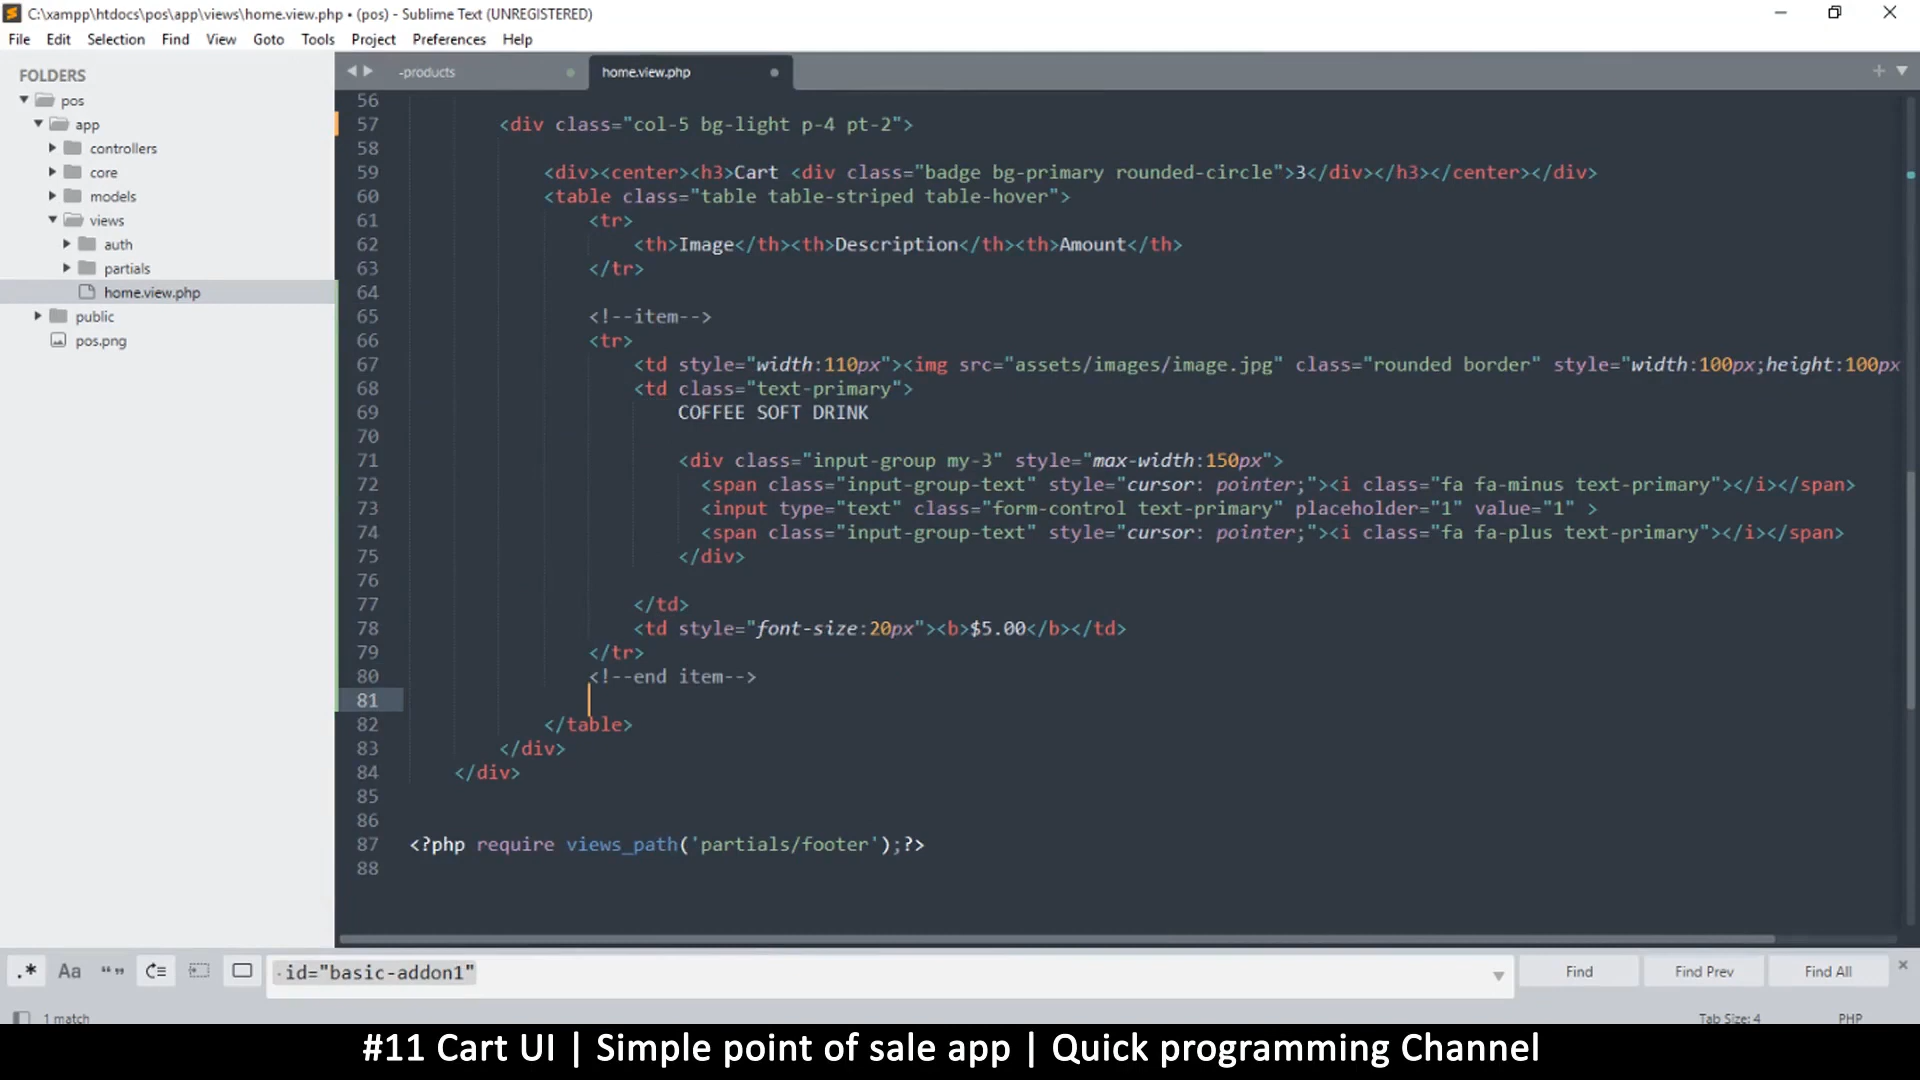 C:\xampp\htdocs\pos\app\views\home.view.php • (pos) - Sublime Text (UNREGISTERED)
File Edit Selection Find View Goto Tools Project Preferences Help
FOLDERS
pos
app
controllers
core
models
views
auth
partials
home.view.php
public
pos.png
-products
home.view.php
56
57 <div class="col-5 bg-light p-4 pt-2">
58
59 <div><center><h3>Cart <div class="badge bg-primary rounded-circle">3</div></h3></center></div>
60 <table class="table table-striped table-hover">
61 <tr>
62 <th>Image</th><th>Description</th><th>Amount</th>
63 </tr>
64
65 <!--item-->
66 <tr>
67 <td style="width:110px"><img src="assets/images/image.jpg" class="rounded border" style="width:100px;height:100px
68 <td class="text-primary">
69 COFFEE SOFT DRINK
70
71 <div class="input-group my-3" style="max-width:150px">
72 <span class="input-group-text" style="cursor: pointer;"><i class="fa fa-minus text-primary"></i></span>
73 <input type="text" class="form-control text-primary" placeholder="1" value="1" >
74 <span class="input-group-text" style="cursor: pointer;"><i class="fa fa-plus text-primary"></i></span>
75 </div>
76
77 </td>
78 <td style="font-size:20px"><b>$5.00</b></td>
79 </tr>
80 <!--end item-->
81
82 </table>
83 </div>
84 </div>
85
86
87 <?php require views_path('partials/footer');?>
88
.* Aa “” id="basic-addon1" Find Find Prev Find All
1 match Tab Size: 4 PHP
#11 Cart UI | Simple point of sale app | Quick programming Channel